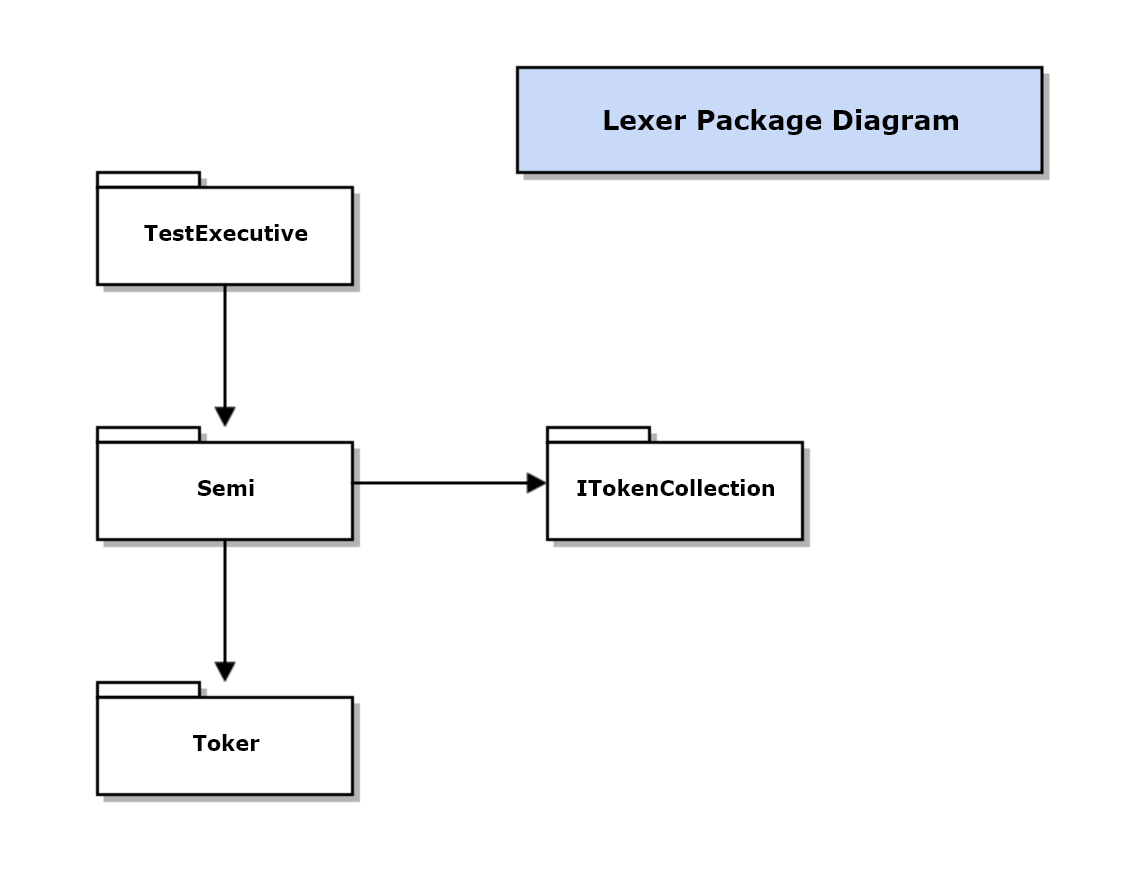 Lexer Package Diagram
TestExecutive
Semi
ITokenCollection
Toker